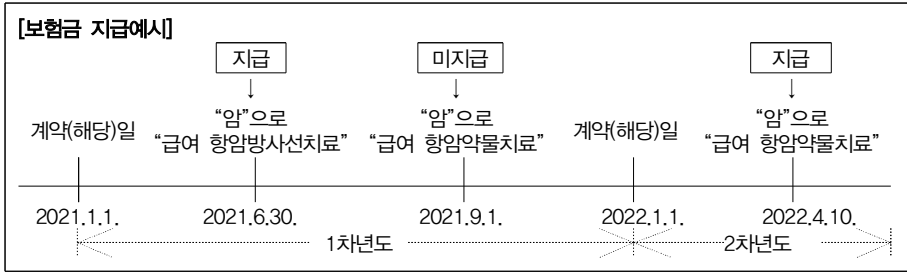 [보험금 지급예시]
지급 미지급 지급
"암"으로 "암"으로 "암"으로
계약(해당)일 "급여 항암방사선치료" "급여 항암약물치료" 계약(해당)일 "급여 항암약물치료"
2021.1.1. 2021.6.30. 2021.9.1. 2022.1.1. 2022.4.10.
1차년도 2차년도